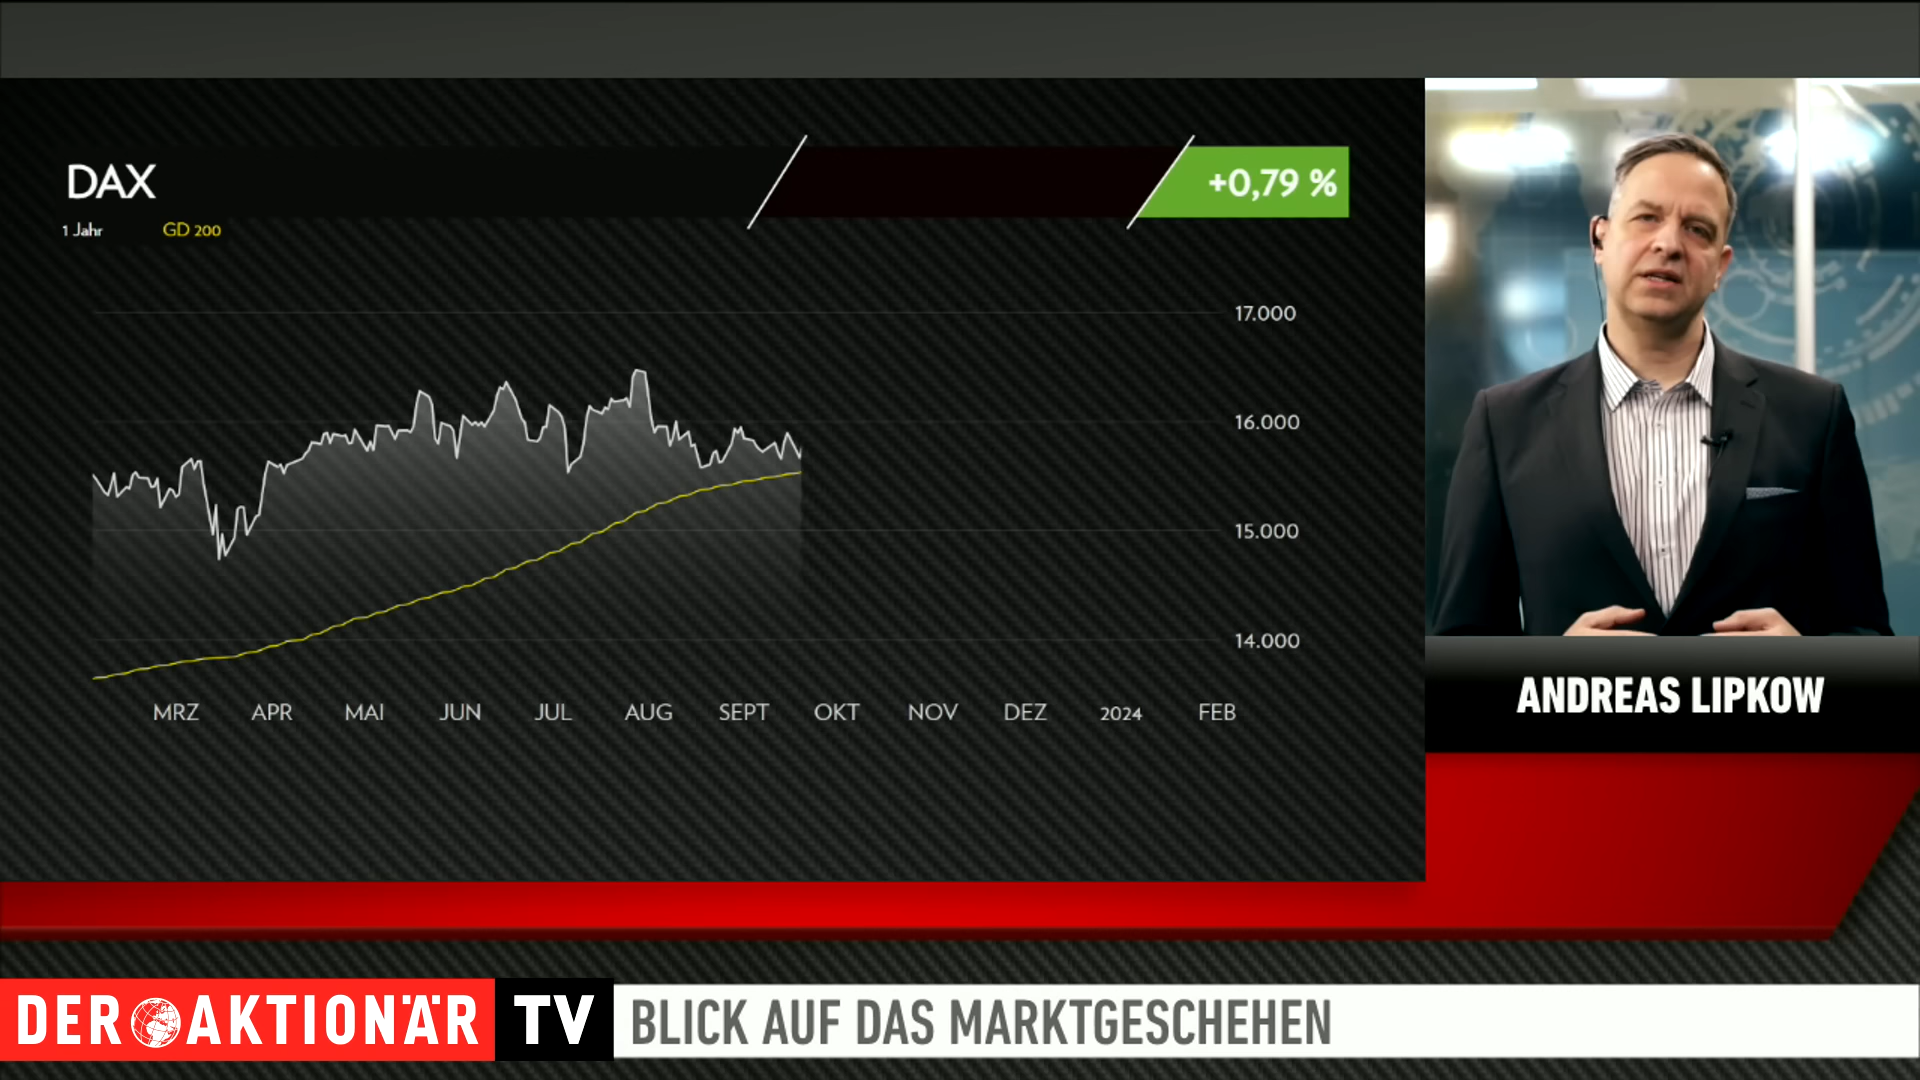 DAX
+0,79 %
1 Jahr GD 200
17.000
16.000
15.000
14.000
MRZ APR MAI JUN JUL AUG SEPT OKT NOV DEZ 2024 FEB
ANDREAS LIPKOW
DER AKTIONÄR TV
BLICK AUF DAS MARKTGESCHEHEN